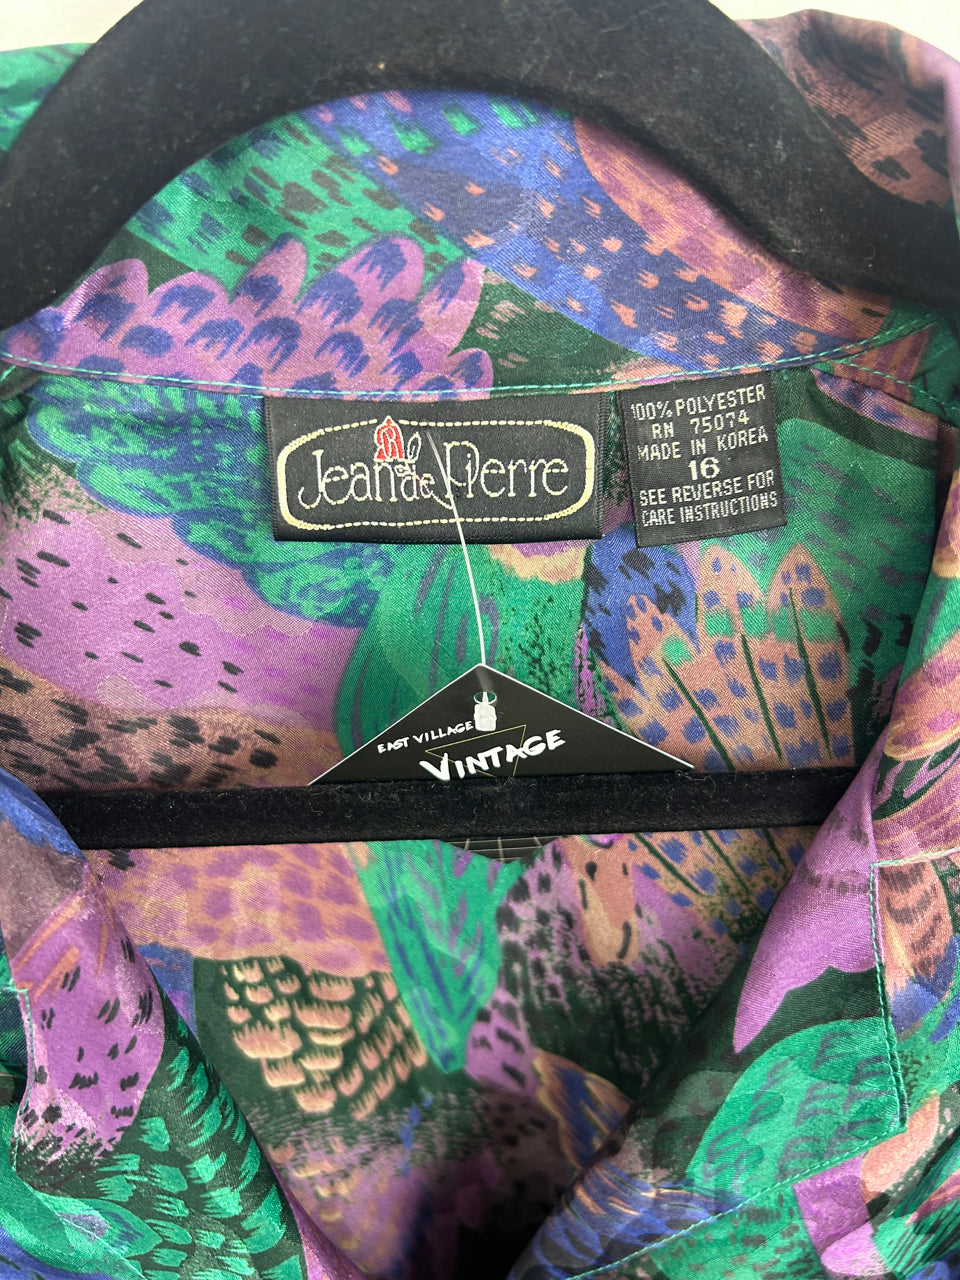 Jean de Pierre
100% POLYESTER
RN 75074
MADE IN KOREA
16
SEE REVERSE FOR
CARE INSTRUCTIONS
EAST VILLAGE
VINTAGE